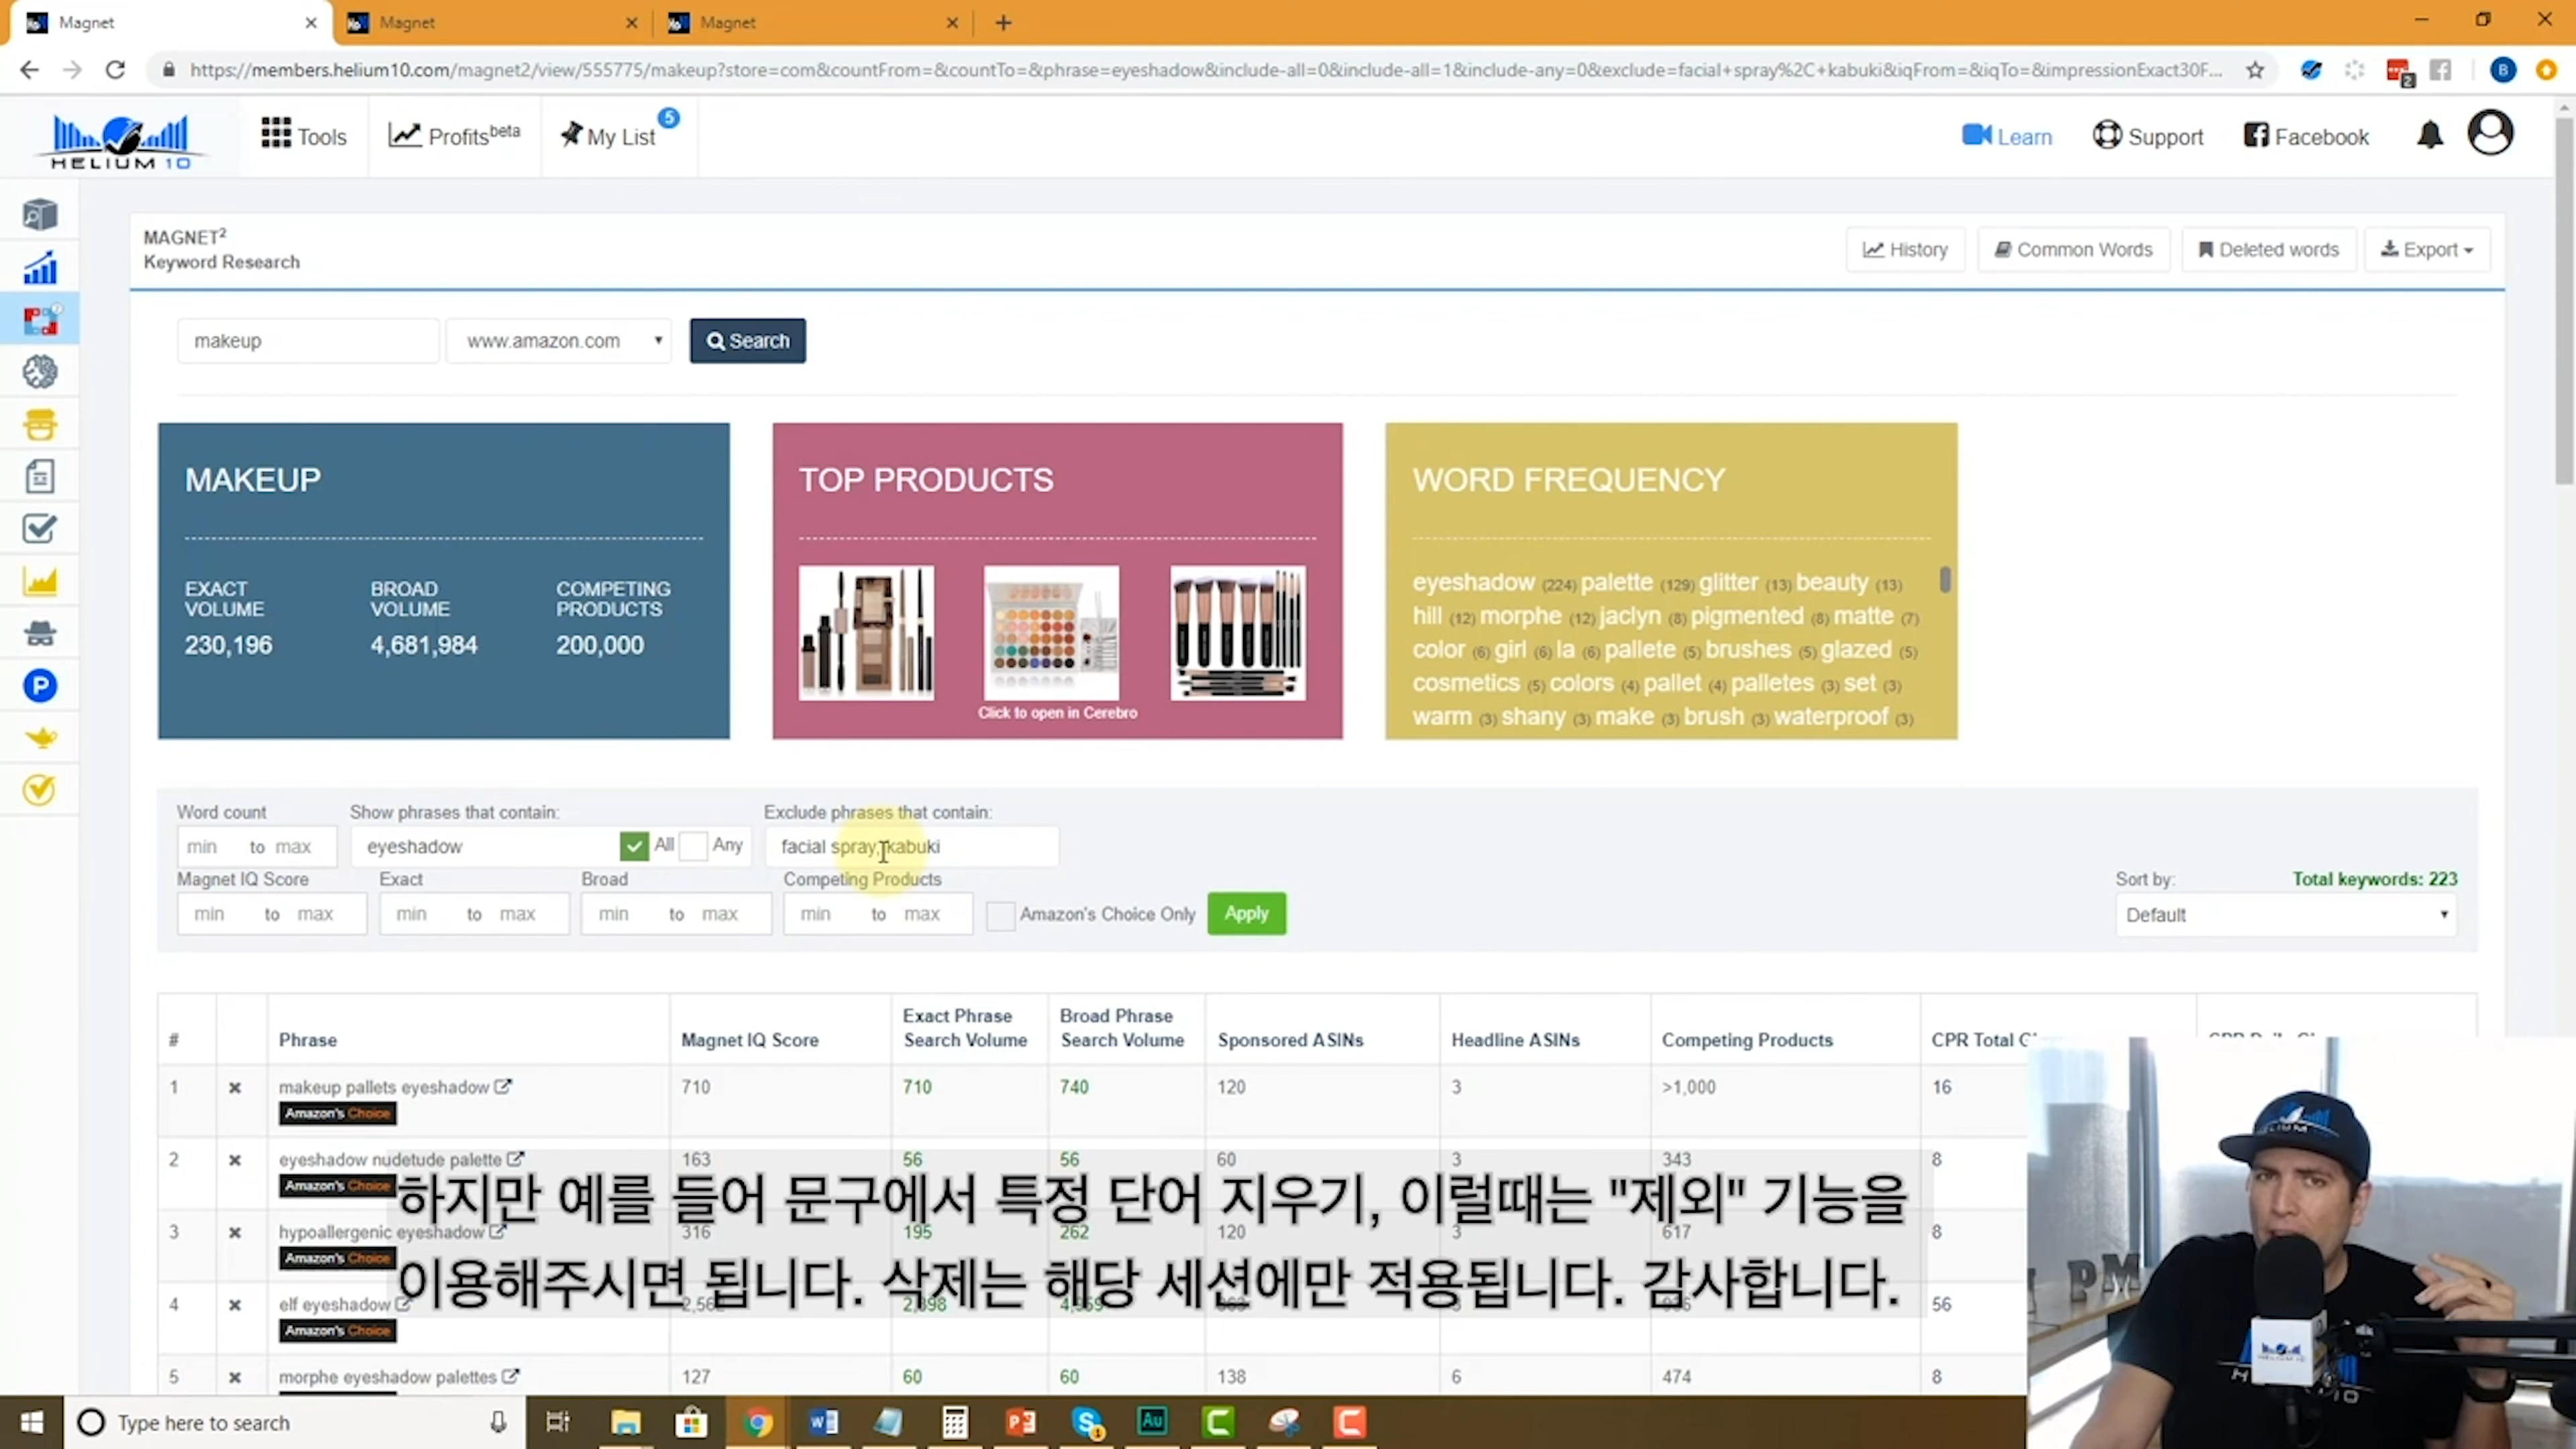 Magnet
Magnet
Magnet
https://members.helium10.com/magnet2/view/555775/makeup?store=com&countFrom=&countTo=&phrase=eyeshadow&include-all=0&include-all=1&include-any=0&exclude=facial+spray%2C+kabuki&iqFrom=&iqTo=&impressionExact30F...
2
B
HELIUM 10
Tools
Profits beta
My List 5
Learn
Support
Facebook
MAGNET²
Keyword Research
History
Common Words
Deleted words
Export
makeup
www.amazon.com
Search
MAKEUP
EXACT VOLUME
230,196
BROAD VOLUME
4,681,984
COMPETING PRODUCTS
200,000
TOP PRODUCTS
Click to open in Cerebro
WORD FREQUENCY
eyeshadow (224) palette (129) glitter (13) beauty (13)
hill (12) morphe (12) jaclyn (8) pigmented (8) matte (7)
color (6) girl (6) la (6) pallete (5) brushes (5) glazed (5)
cosmetics (5) colors (4) pallet (4) palletes (3) set (3)
warm (3) shany (3) make (3) brush (3) waterproof (3)
P
Word count
Show phrases that contain:
Exclude phrases that contain:
min to max
eyeshadow
All
Any
facial spray, kabuki
Magnet IQ Score
Exact
Broad
Competing Products
min to max
min to max
min to max
min to max
Amazon's Choice Only
Apply
Sort by:
Total keywords: 223
Default
# Phrase Magnet IQ Score Exact Phrase Search Volume Broad Phrase Search Volume Sponsored ASINs Headline ASINs Competing Products CPR Total
1 makeup pallets eyeshadow 710 710 740 120 3 >1,000 16
Amazon's Choice
2 eyeshadow nudetude palette 163 56 56 60 3 343 8
Amazon's Choice
3 hypoallergenic eyeshadow 316 195 262 120 3 617 8
Amazon's Choice
4 elf eyeshadow 56
Amazon's Choice
5 morphe eyeshadow palettes 127 60 60 138 6 474 8
하지만 예를 들어 문구에서 특정 단어 지우기, 이럴때는 "제외" 기능을
이용해주시면 됩니다. 삭제는 해당 세션에만 적용됩니다. 감사합니다.
Type here to search
Au